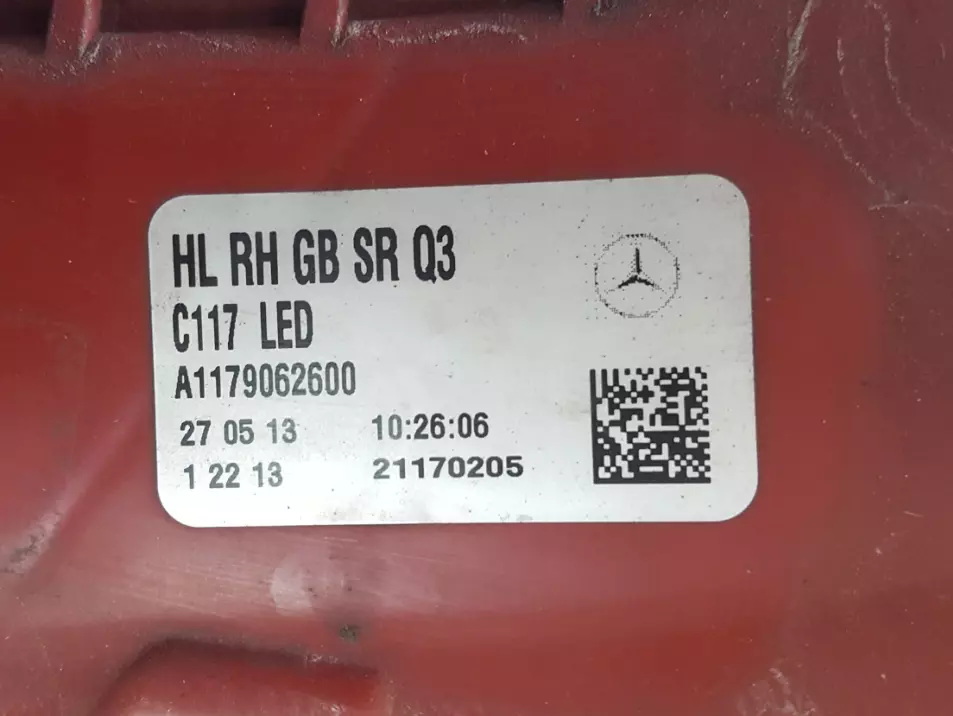 HL RH GB SR Q3
C117 LED
A1179062600
27 05 13 10:26:06
1 22 13 21170205